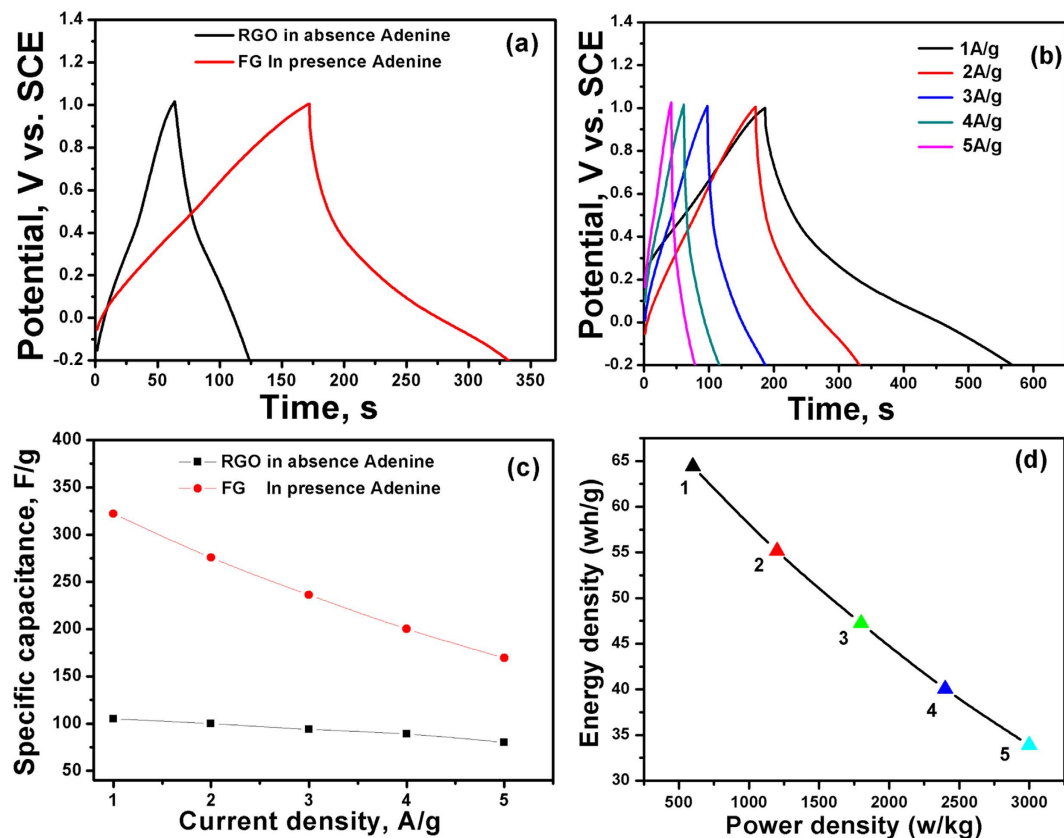 1.4
1.2
1.0
0.8
0.6
0.4
0.2
0.0
-0.2
Potential, V vs. SCE
RGO in absence Adenine
FG In presence Adenine
(a)
0 50 100 150 200 250 300 350
Time, s
1.4
1.2
1.0
0.8
0.6
0.4
0.2
0.0
-0.2
Potential, V vs. SCE
(b)
1A/g
2A/g
3A/g
4A/g
5A/g
0 100 200 300 400 500 600
Time, s
400
350
300
250
200
150
100
50
Specific capacitance, F/g
RGO in absence Adenine
FG In presence Adenine
(c)
1 2 3 4 5
Current density, A/g
65
60
55
50
45
40
35
30
Energy density (wh/g)
(d)
1
2
3
4
5
500 1000 1500 2000 2500 3000
Power density (w/kg)